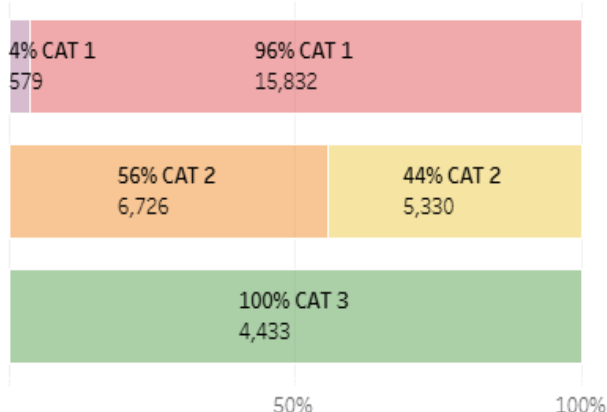 4% CAT 1
579
96% CAT 1
15,832
56% CAT 2
6,726
44% CAT 2
5,330
100% CAT 3
4,433
50%
100%